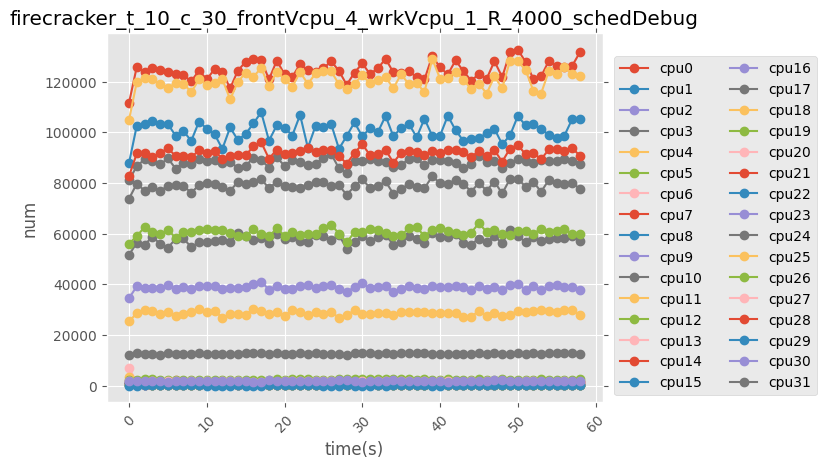 firecracker_t_10_c_30_frontVcpu_4_wrkVcpu_1_R_4000_schedDebug
num
120000
100000
80000
60000
40000
20000
0
0
10
20
30
40
50
60
time(s)
cpu0
cpu1
cpu2
cpu3
cpu4
cpu5
cpu6
cpu7
cpu8
cpu9
cpu10
cpu11
cpu12
cpu13
cpu14
cpu15
cpu16
cpu17
cpu18
cpu19
cpu20
cpu21
cpu22
cpu23
cpu24
cpu25
cpu26
cpu27
cpu28
cpu29
cpu30
cpu31